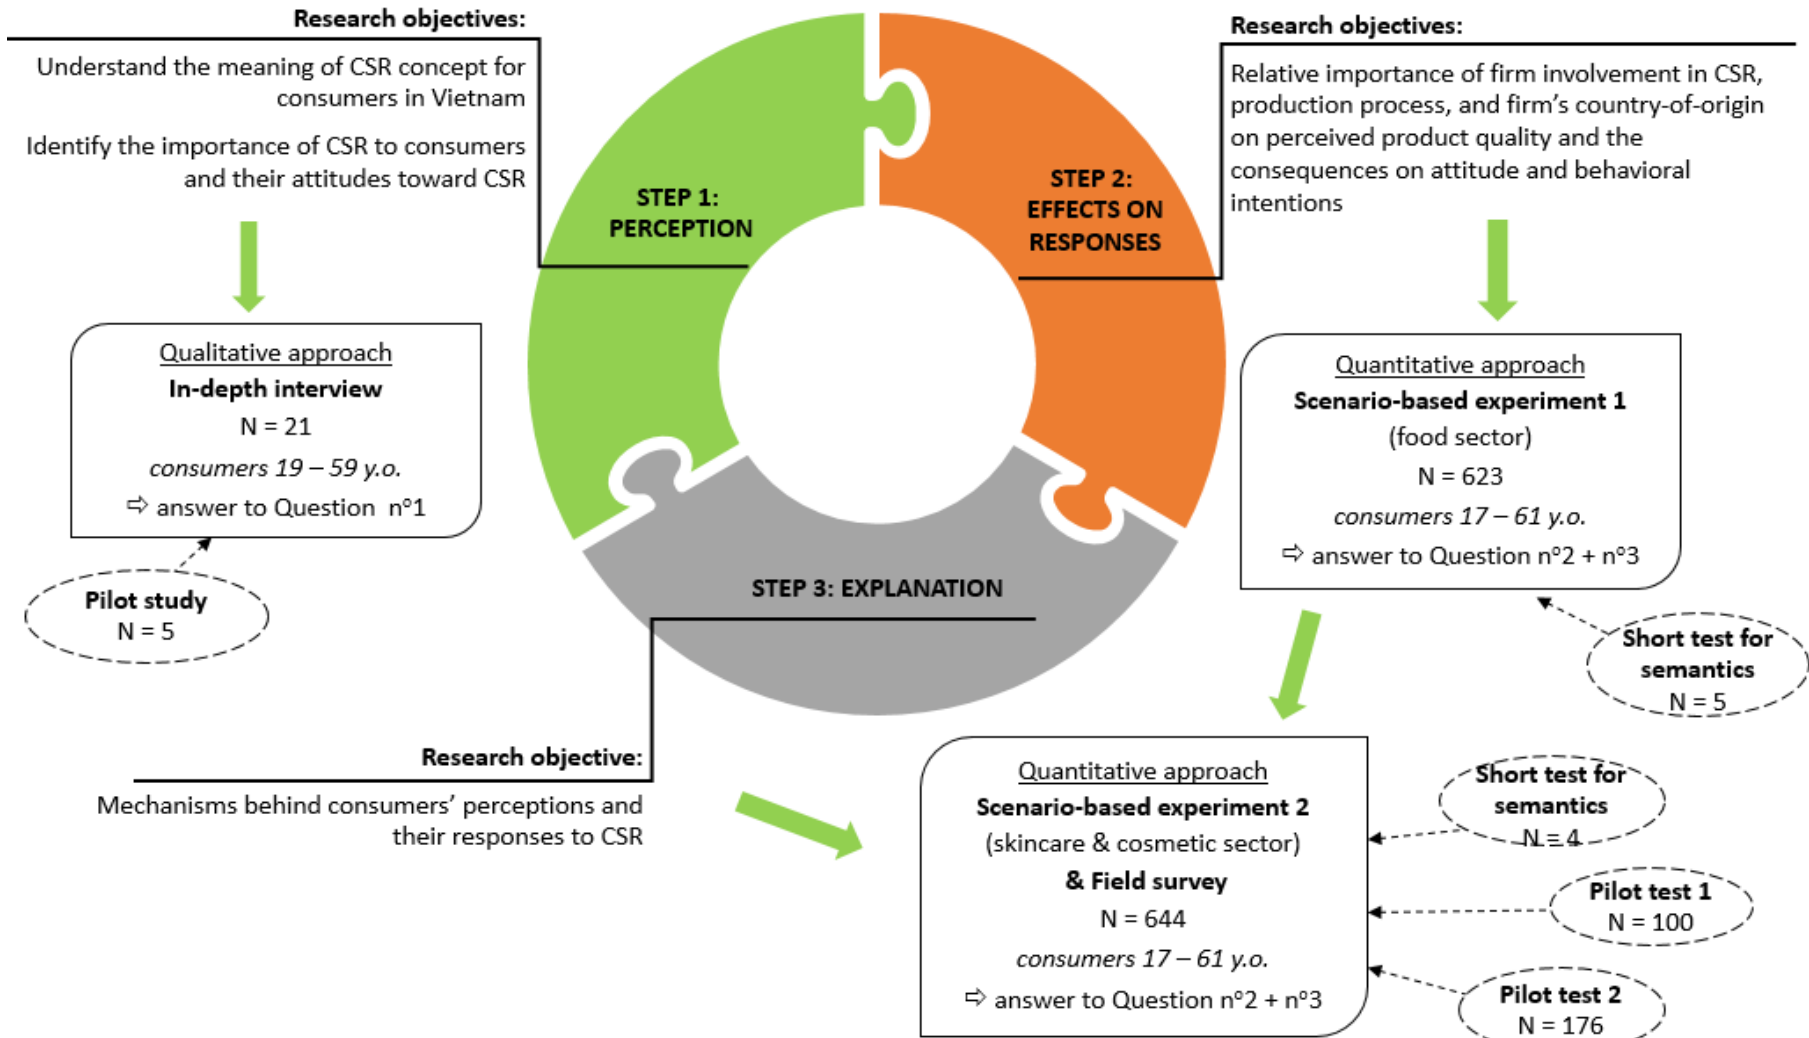 Research objectives:
Understand the meaning of CSR concept for
consumers in Vietnam
Identify the importance of CSR to consumers
and their attitudes toward CSR
STEP 1:
PERCEPTION
Qualitative approach
In-depth interview
N = 21
consumers 19 – 59 y.o.
⇨ answer to Question nº1
Pilot study
N = 5
Research objectives:
Relative importance of firm involvement in CSR,
production process, and firm’s country-of-origin
on perceived product quality and the
consequences on attitude and behavioral
intentions
STEP 2:
EFFECTS ON
RESPONSES
Quantitative approach
Scenario-based experiment 1
(food sector)
N = 623
consumers 17 – 61 y.o.
⇨ answer to Question nº2 + nº3
Short test for
semantics
N = 5
STEP 3: EXPLANATION
Research objective:
Mechanisms behind consumers’ perceptions and
their responses to CSR
Quantitative approach
Scenario-based experiment 2
(skincare & cosmetic sector)
& Field survey
N = 644
consumers 17 – 61 y.o.
⇨ answer to Question nº2 + nº3
Short test for
semantics
N = 4
Pilot test 1
N = 100
Pilot test 2
N = 176